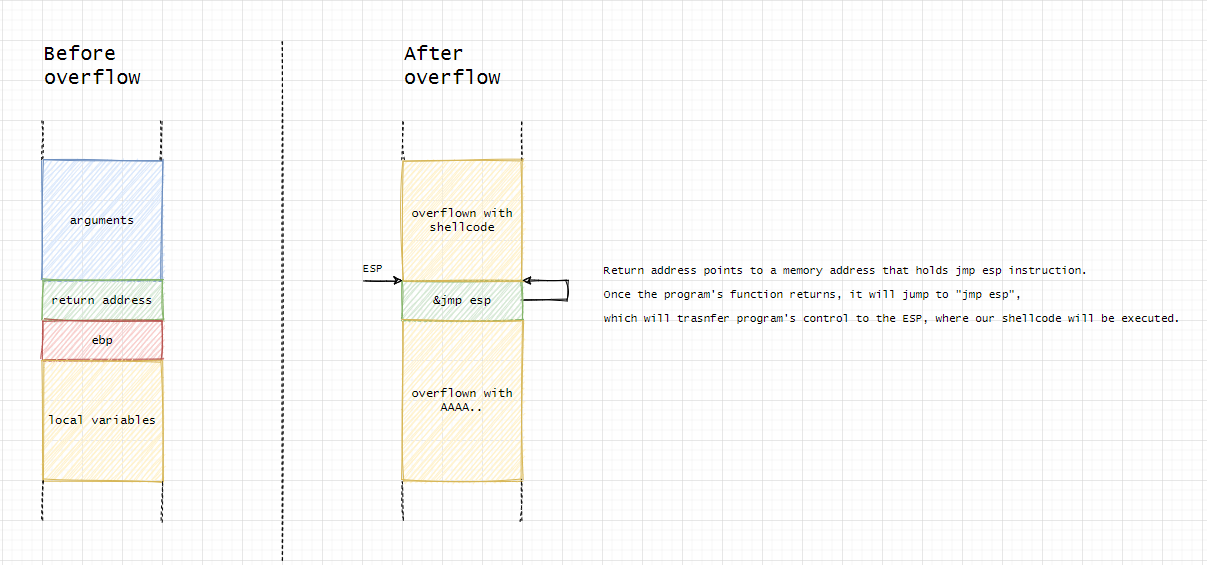 Before
overflow
After
overflow
arguments
return address
ebp
local variables
overflown with
shellcode
ESP
&jmp esp
overflown with
AAAA..
Return address points to a memory address that holds jmp esp instruction.
Once the program's function returns, it will jump to "jmp esp",
which will trasnfer program's control to the ESP, where our shellcode will be executed.